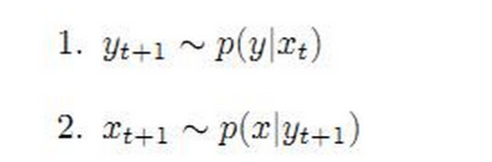 1. y_{t+1} ∼ p(y|x_t)
2. x_{t+1} ∼ p(x|y_{t+1})